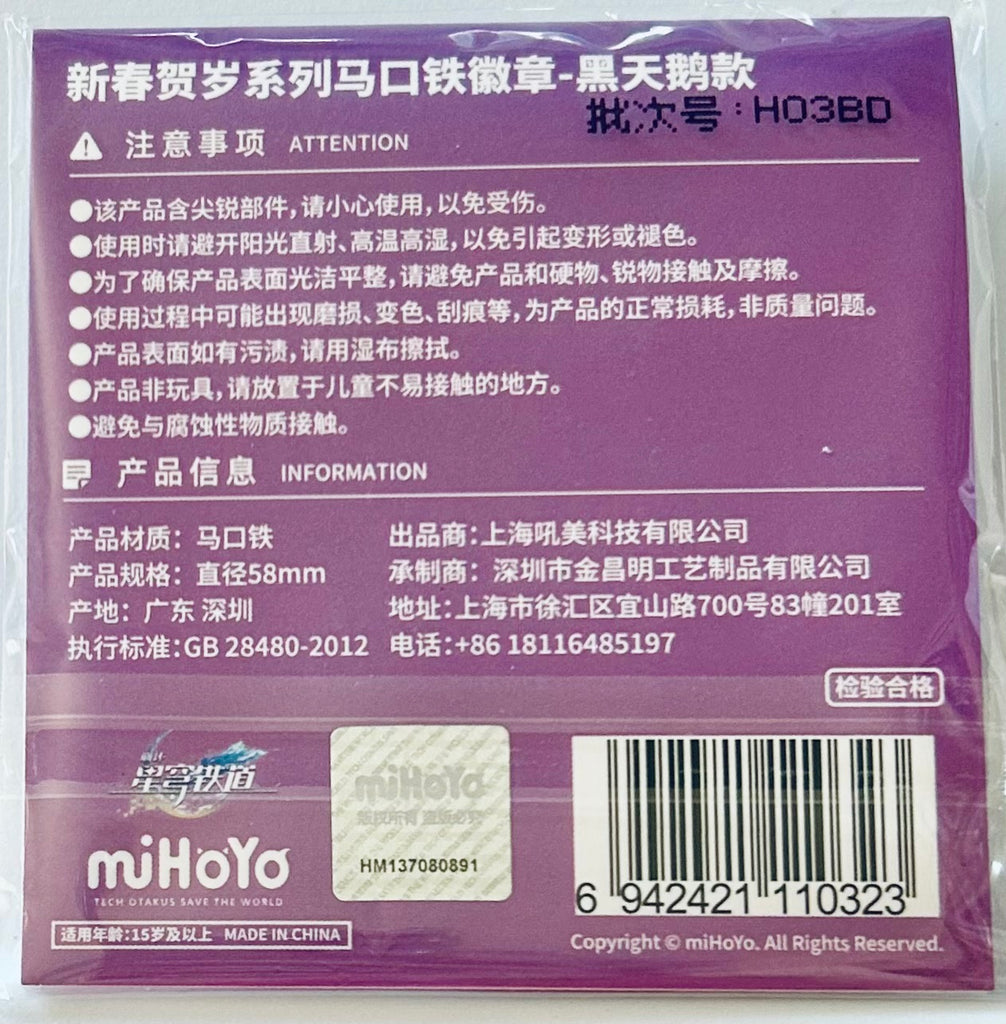 新春贺岁系列马口铁徽章-黑天鹅款
批次号:H03BD
注意事项 ATTENTION
●该产品含尖锐部件,请小心使用,以免受伤。
●使用时请避开阳光直射、高温高湿,以免引起变形或褪色。
●为了确保产品表面光洁平整,请避免产品和硬物、锐物接触及摩擦。
●使用过程中可能出现磨损、变色、刮痕等,为产品的正常损耗,非质量问题。
●产品表面如有污渍,请用湿布擦拭。
●产品非玩具,请放置于儿童不易接触的地方。
●避免与腐蚀性物质接触。
产品信息 INFORMATION
产品材质: 马口铁
产品规格: 直径58mm
产地: 广东 深圳
执行标准:GB 28480-2012
出品商:上海吼美科技有限公司
承制商: 深圳市金昌明工艺制品有限公司
地址:上海市徐汇区宜山路700号83幢201室
电话:+86 18116485197
检验合格
崩坏
星穹铁道
miHoYo
TECH OTAKUS SAVE THE WORLD
适用年龄:15岁及以上 MADE IN CHINA
miHoYo
版权所有 盗版必究
HM137080891
6 942421 110323
Copyright © miHoYo. All Rights Reserved.